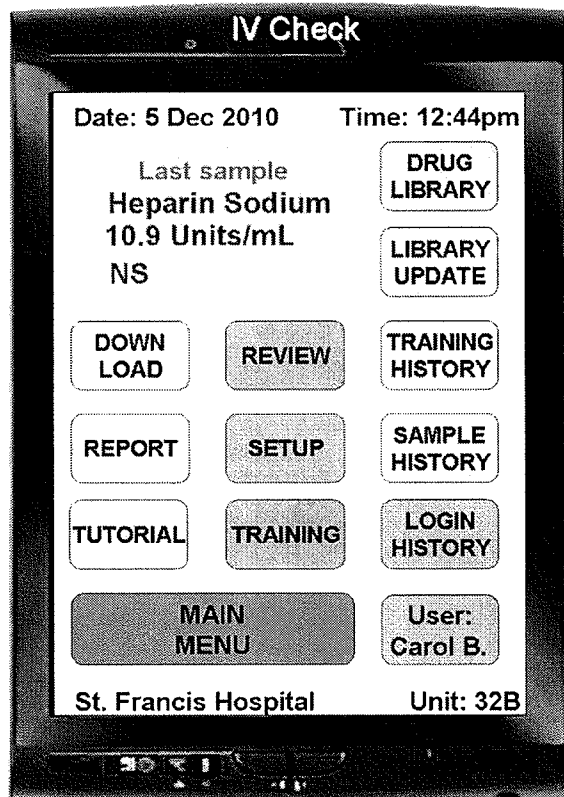 IV Check
Date: 5 Dec 2010 Time: 12:44pm
Last sample
Heparin Sodium
10.9 Units/mL
NS
DRUG
LIBRARY
LIBRARY
UPDATE
DOWN
LOAD
REVIEW
TRAINING
HISTORY
REPORT
SETUP
SAMPLE
HISTORY
TUTORIAL
TRAINING
LOGIN
HISTORY
MAIN
MENU
User:
Carol B.
St. Francis Hospital Unit: 32B